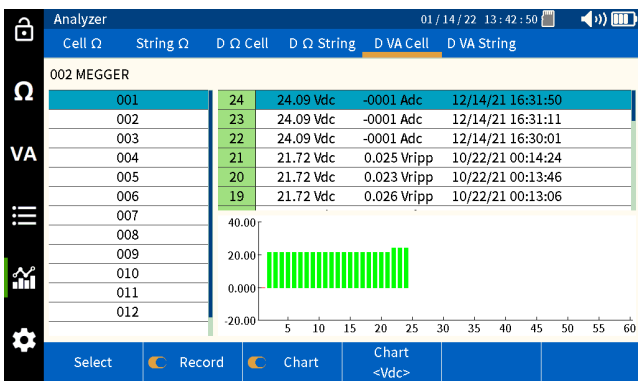 Analyzer 01/14/22 13:42:50
Cell Ω String Ω D Ω Cell D Ω String D VA Cell D VA String
002 MEGGER
Ω
VA
001
002
003
004
005
006
007
008
009
010
011
012
24 24.09 Vdc -0001 Adc 12/14/21 16:31:50
23 24.09 Vdc -0001 Adc 12/14/21 16:31:11
22 24.09 Vdc -0001 Adc 12/14/21 16:30:01
21 21.72 Vdc 0.025 Vripp 10/22/21 00:14:24
20 21.72 Vdc 0.023 Vripp 10/22/21 00:13:46
19 21.72 Vdc 0.026 Vripp 10/22/21 00:13:06
40.00
20.00
0.000
-20.00
5 10 15 20 25 30 35 40 45 50 55 60
Select Record Chart Chart
<Vdc>